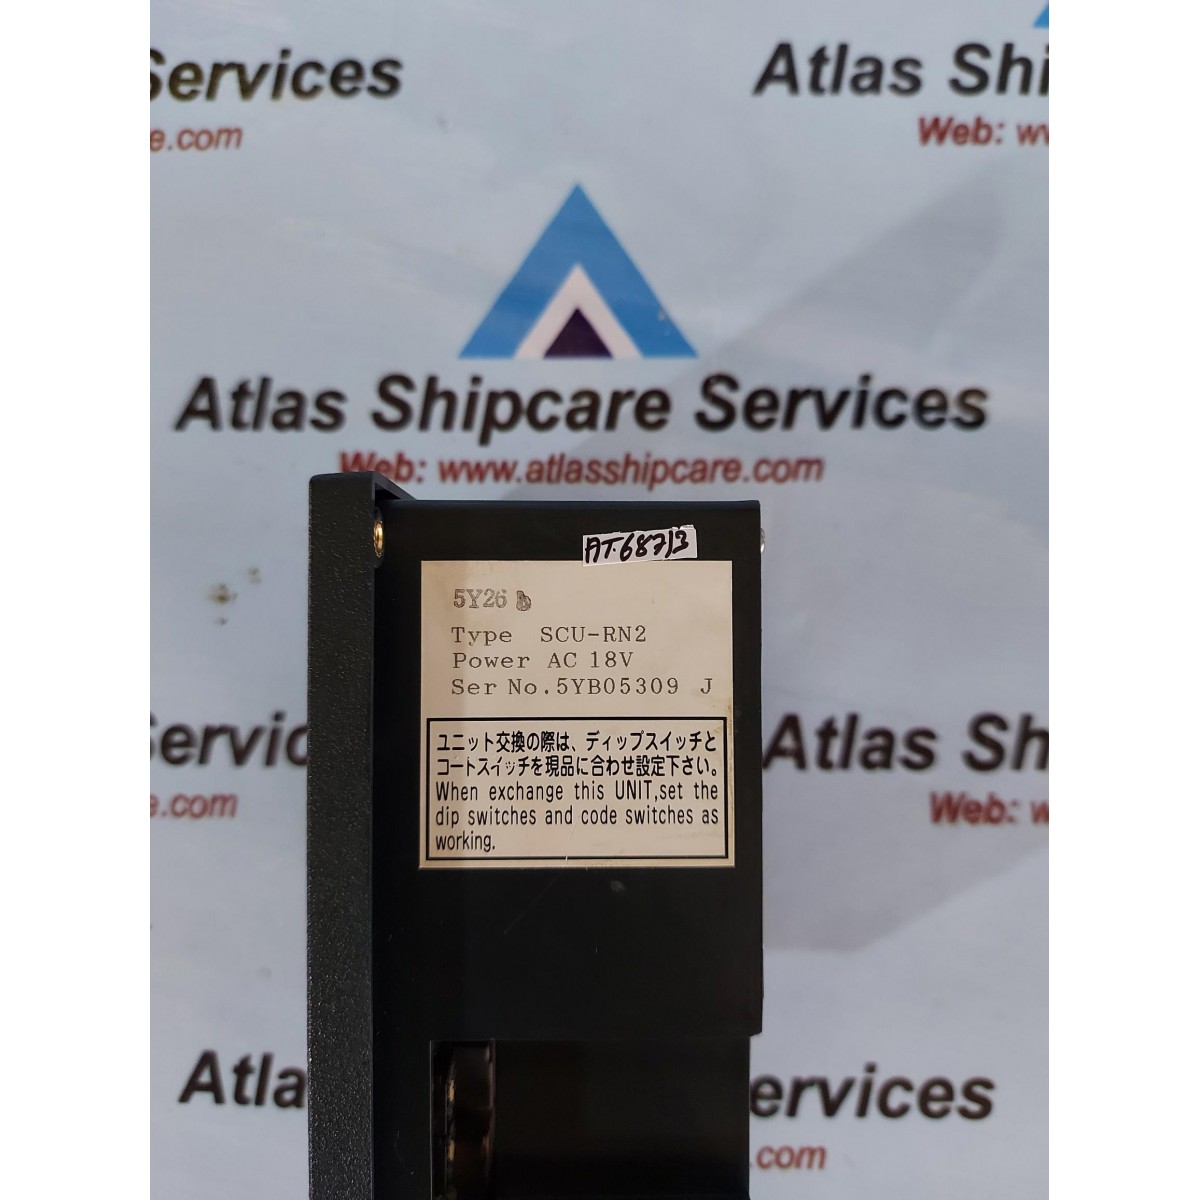 Services
Atlas Shi
e.com
Web: w
Atlas Shipcare Services
Web: www.atlasshipcare.com
AT.68713
5Y26 b
Type SCU-RN2
Power AC 18V
Ser No.5YB05309 J
ユニット交換の際は、ディップスイッチと
コートスイッチを現品に合わせ設定下さい。
When exchange this UNIT,set the
dip switches and code switches as
working.
ervic
Atlas Sh
e.com
Web: w
Atla
ervices
.com